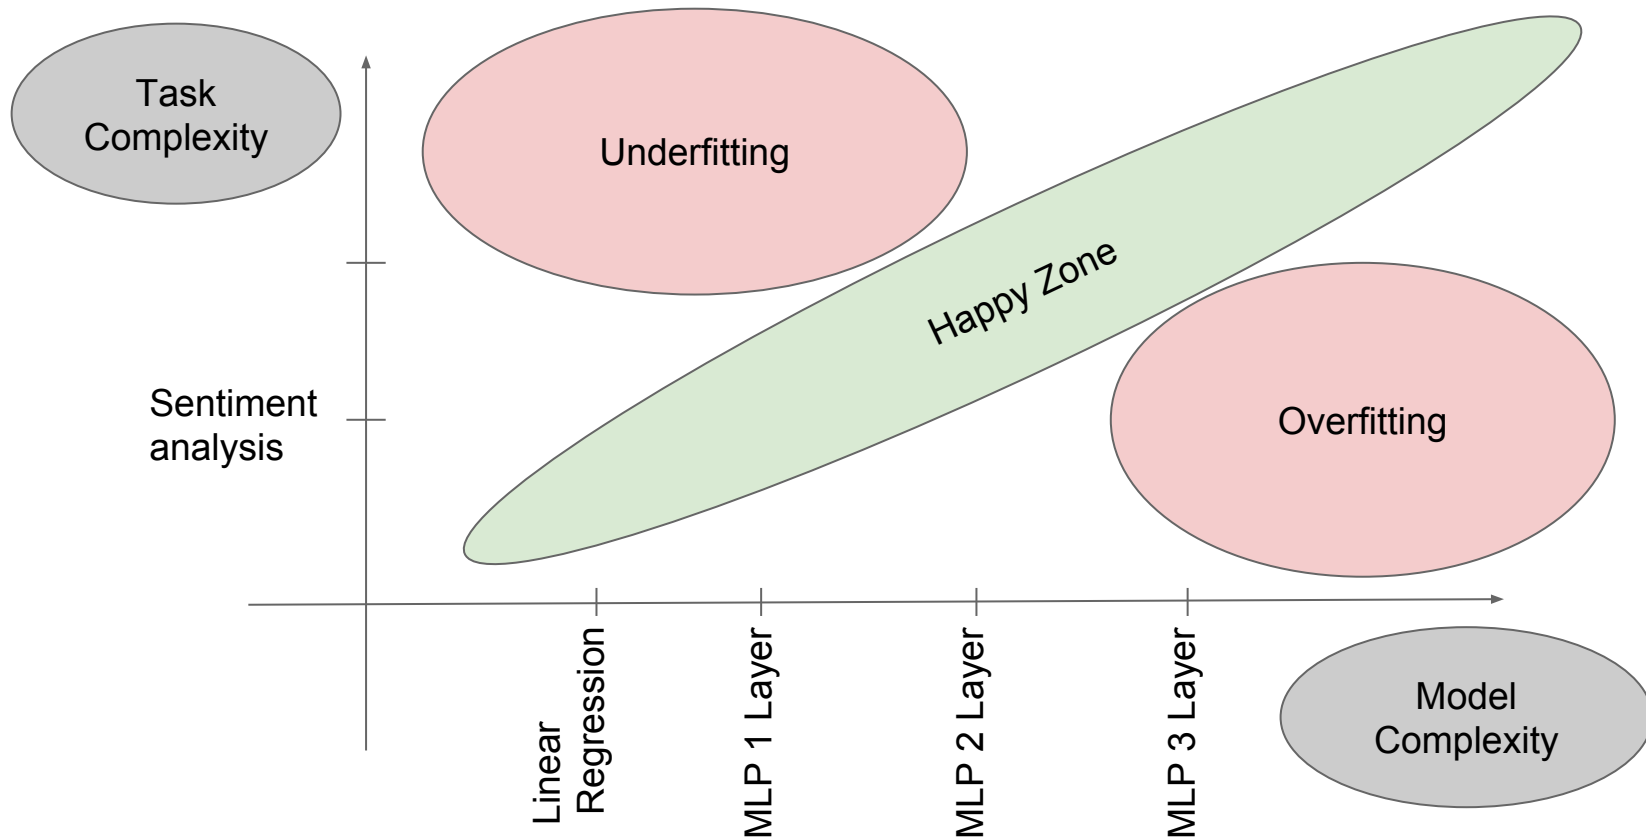 Task
Complexity
Underfitting
Happy Zone
Sentiment
analysis
Overfitting
Linear
Regression
MLP 1 Layer
MLP 2 Layer
MLP 3 Layer
Model
Complexity